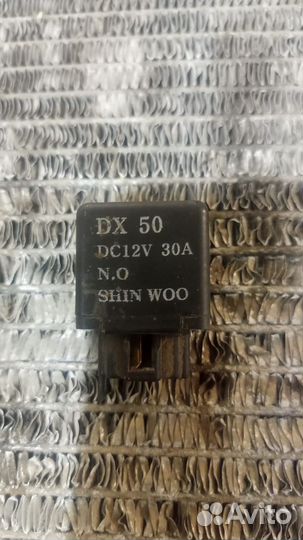 DX 50
DC12V 30A
N.O
SHIN WOO
Avito